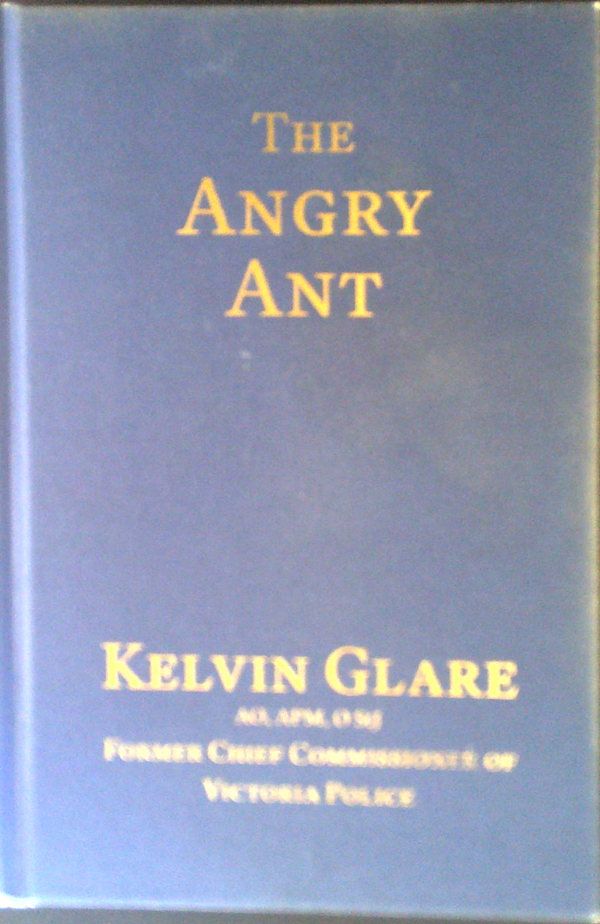 THE
ANGRY
ANT
KELVIN GLARE
AO, APM, O StJ
FORMER CHIEF COMMISSIONER OF
VICTORIA POLICE